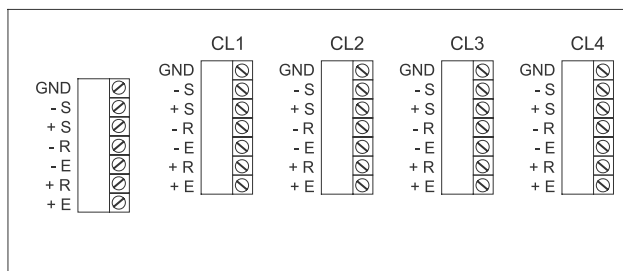 CL1 CL2 CL3 CL4
GND
- S
+ S
- R
- E
+ R
+ E
GND
- S
+ S
- R
- E
+ R
+ E
GND
- S
+ S
- R
- E
+ R
+ E
GND
- S
+ S
- R
- E
+ R
+ E
GND
- S
+ S
- R
- E
+ R
+ E